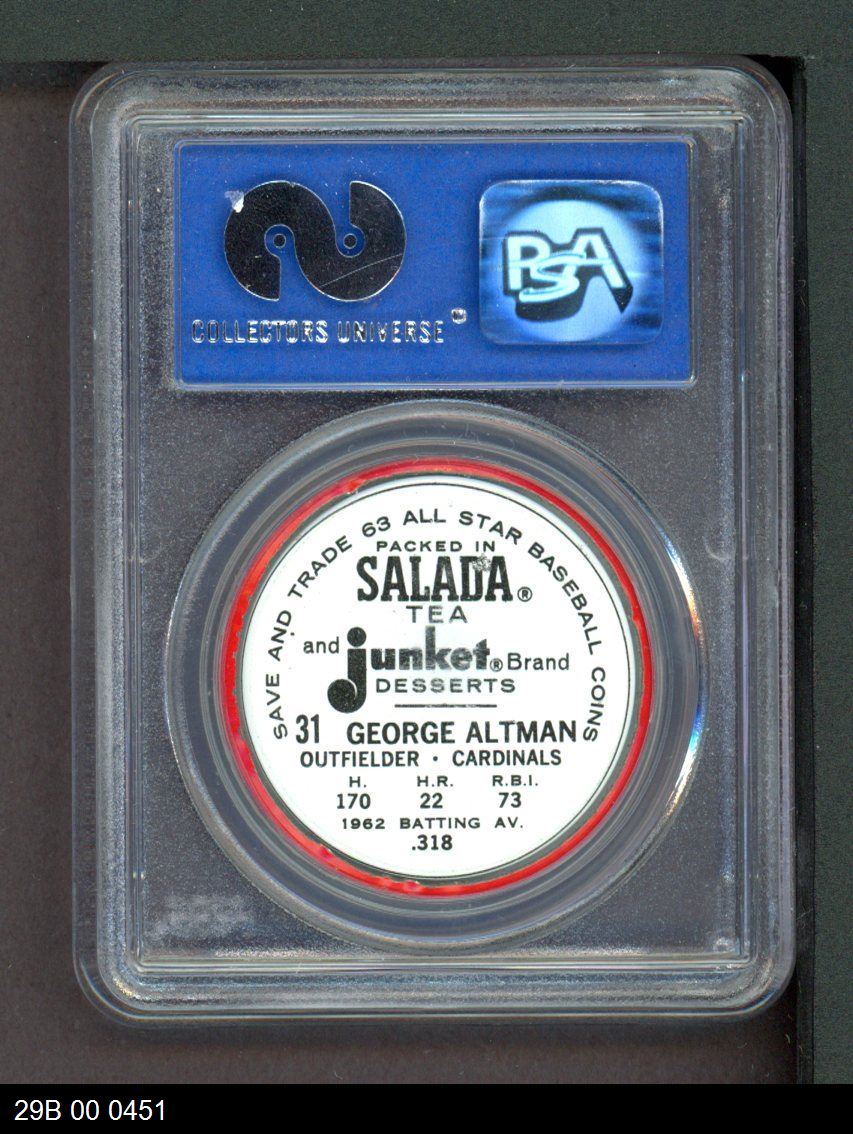 COLLECTORS UNIVERSE®
PSA
SAVE AND TRADE 63 ALL STAR BASEBALL COINS
PACKED IN
SALADA®
TEA
and junket® Brand
DESSERTS
31 GEORGE ALTMAN
OUTFIELDER • CARDINALS
H. H.R. R.B.I.
170 22 73
1962 BATTING AV.
.318
29B 00 0451